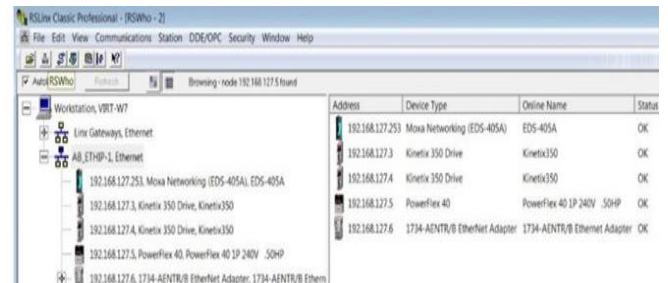 RSLinx Classic Professional - [RSWho - 2]
File Edit View Communications Station DDE/OPC Security Window Help
RSWho Refresh Browsing - node 192.168.127.5 found
Workstation, VIRT-W7
Linx Gateways, Ethernet
AB_ETHIP-1, Ethernet
192.168.127.253, Moxa Networking (EDS-405A), EDS-405A
192.168.127.3, Kinetix 350 Drive, Kinetix350
192.168.127.4, Kinetix 350 Drive, Kinetix350
192.168.127.5, PowerFlex 40, PowerFlex 40 1P 240V .50HP
192.168.127.6, 1734-AENTR/B EtherNet Adapter, 1734-AENTR/B Ethern
Address Device Type Online Name Status
192.168.127.253 Moxa Networking (EDS-405A) EDS-405A OK
192.168.127.3 Kinetix 350 Drive Kinetix350 OK
192.168.127.4 Kinetix 350 Drive Kinetix350 OK
192.168.127.5 PowerFlex 40 PowerFlex 40 1P 240V .50HP OK
192.168.127.6 1734-AENTR/B EtherNet Adapter 1734-AENTR/B Ethernet Adapter OK